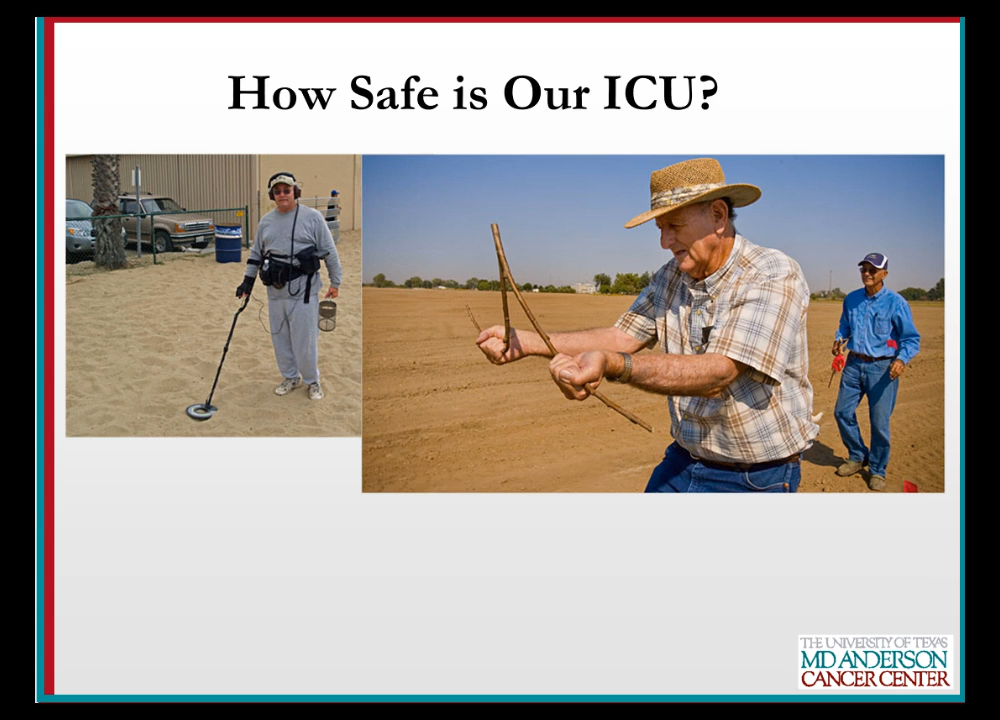 How Safe is Our ICU?
THE UNIVERSITY OF TEXAS
MD ANDERSON
CANCER CENTER